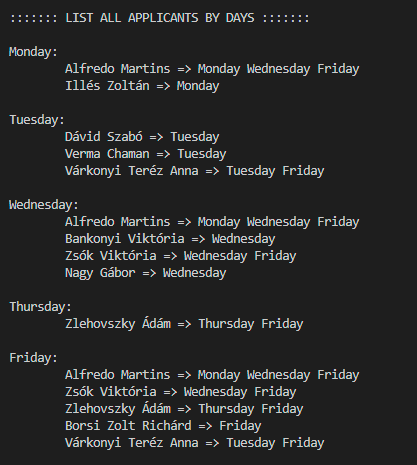 ::::::: LIST ALL APPLICANTS BY DAYS :::::::
Monday:
Alfredo Martins => Monday Wednesday Friday
Illés Zoltán => Monday
Tuesday:
Dávid Szabó => Tuesday
Verma Chaman => Tuesday
Várkonyi Teréz Anna => Tuesday Friday
Wednesday:
Alfredo Martins => Monday Wednesday Friday
Bankonyi Viktória => Wednesday
Zsók Viktória => Wednesday Friday
Nagy Gábor => Wednesday
Thursday:
Zlehovszky Ádám => Thursday Friday
Friday:
Alfredo Martins => Monday Wednesday Friday
Zsók Viktória => Wednesday Friday
Zlehovszky Ádám => Thursday Friday
Borsi Zolt Richárd => Friday
Várkonyi Teréz Anna => Tuesday Friday